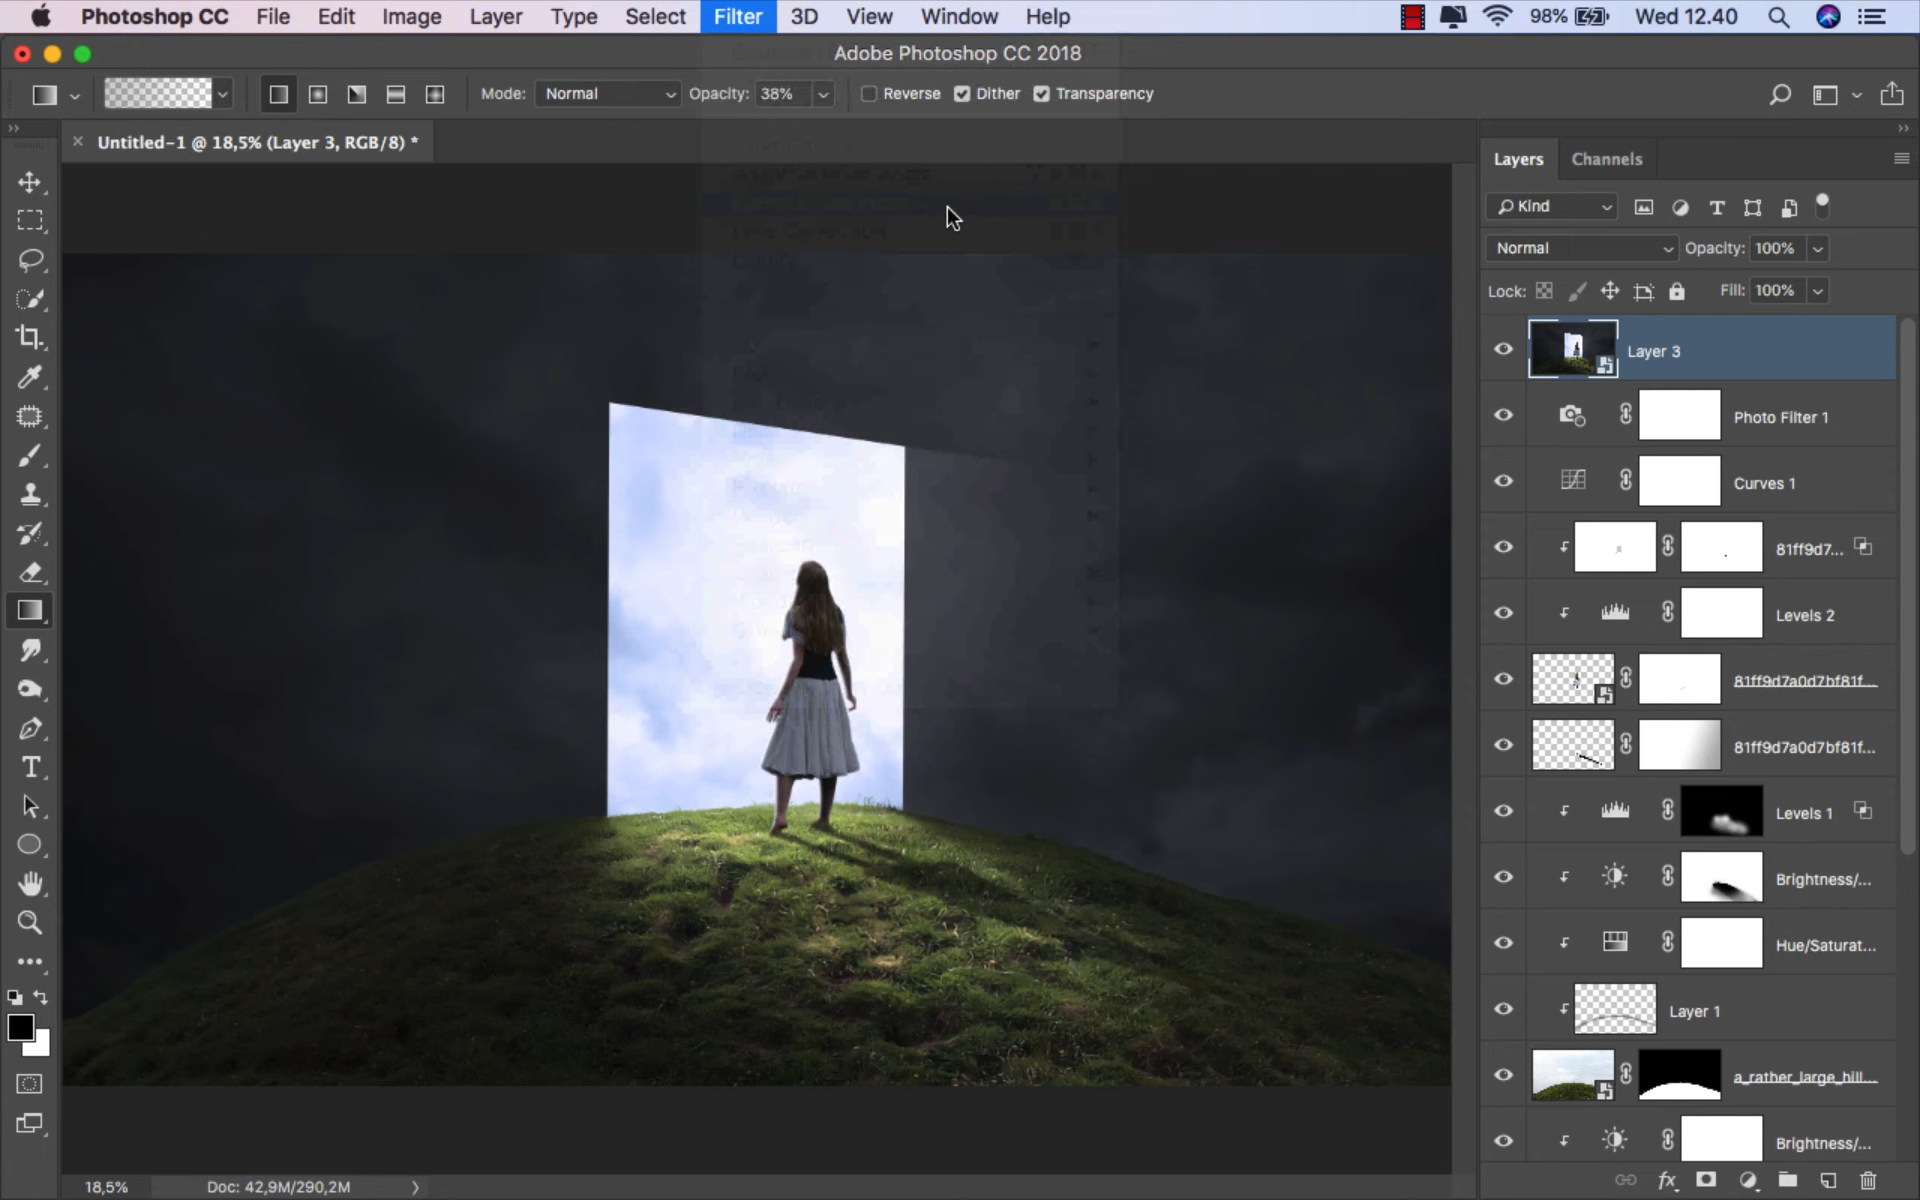 Photoshop CC File Edit Image Layer Type Select Filter 3D View Window Help 98% Wed 12.40
Adobe Photoshop CC 2018
Mode: Normal Opacity: 38% Reverse Dither Transparency
Untitled-1 @ 18,5% (Layer 3, RGB/8) *
Layers Channels
Kind
Normal Opacity: 100%
Lock: Fill: 100%
Layer 3
Photo Filter 1
Curves 1
81ff9d7...
Levels 2
81ff9d7a0d7bf81f...
81ff9d7a0d7bf81f...
Levels 1
Brightness/...
Hue/Saturat...
Layer 1
a_rather_large_hill...
Brightness/...
18,5% Doc: 42,9M/290,2M